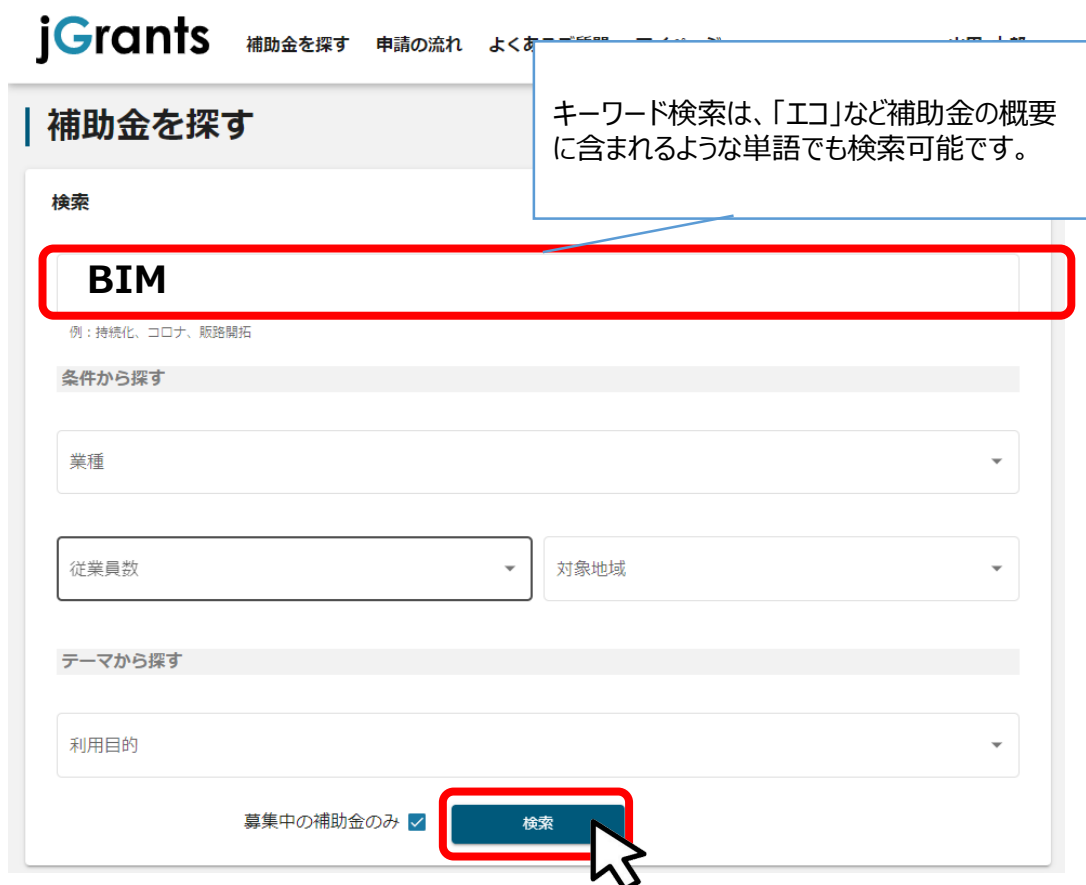 jGrants 補助金を探す 申請の流れ
キーワード検索は、「エコ」など補助金の概要
に含まれるような単語でも検索可能です。
補助金を探す
検索
BIM
例：持続化、コロナ、販路開拓
条件から探す
業種
従業員数 対象地域
テーマから探す
利用目的
募集中の補助金のみ 検索